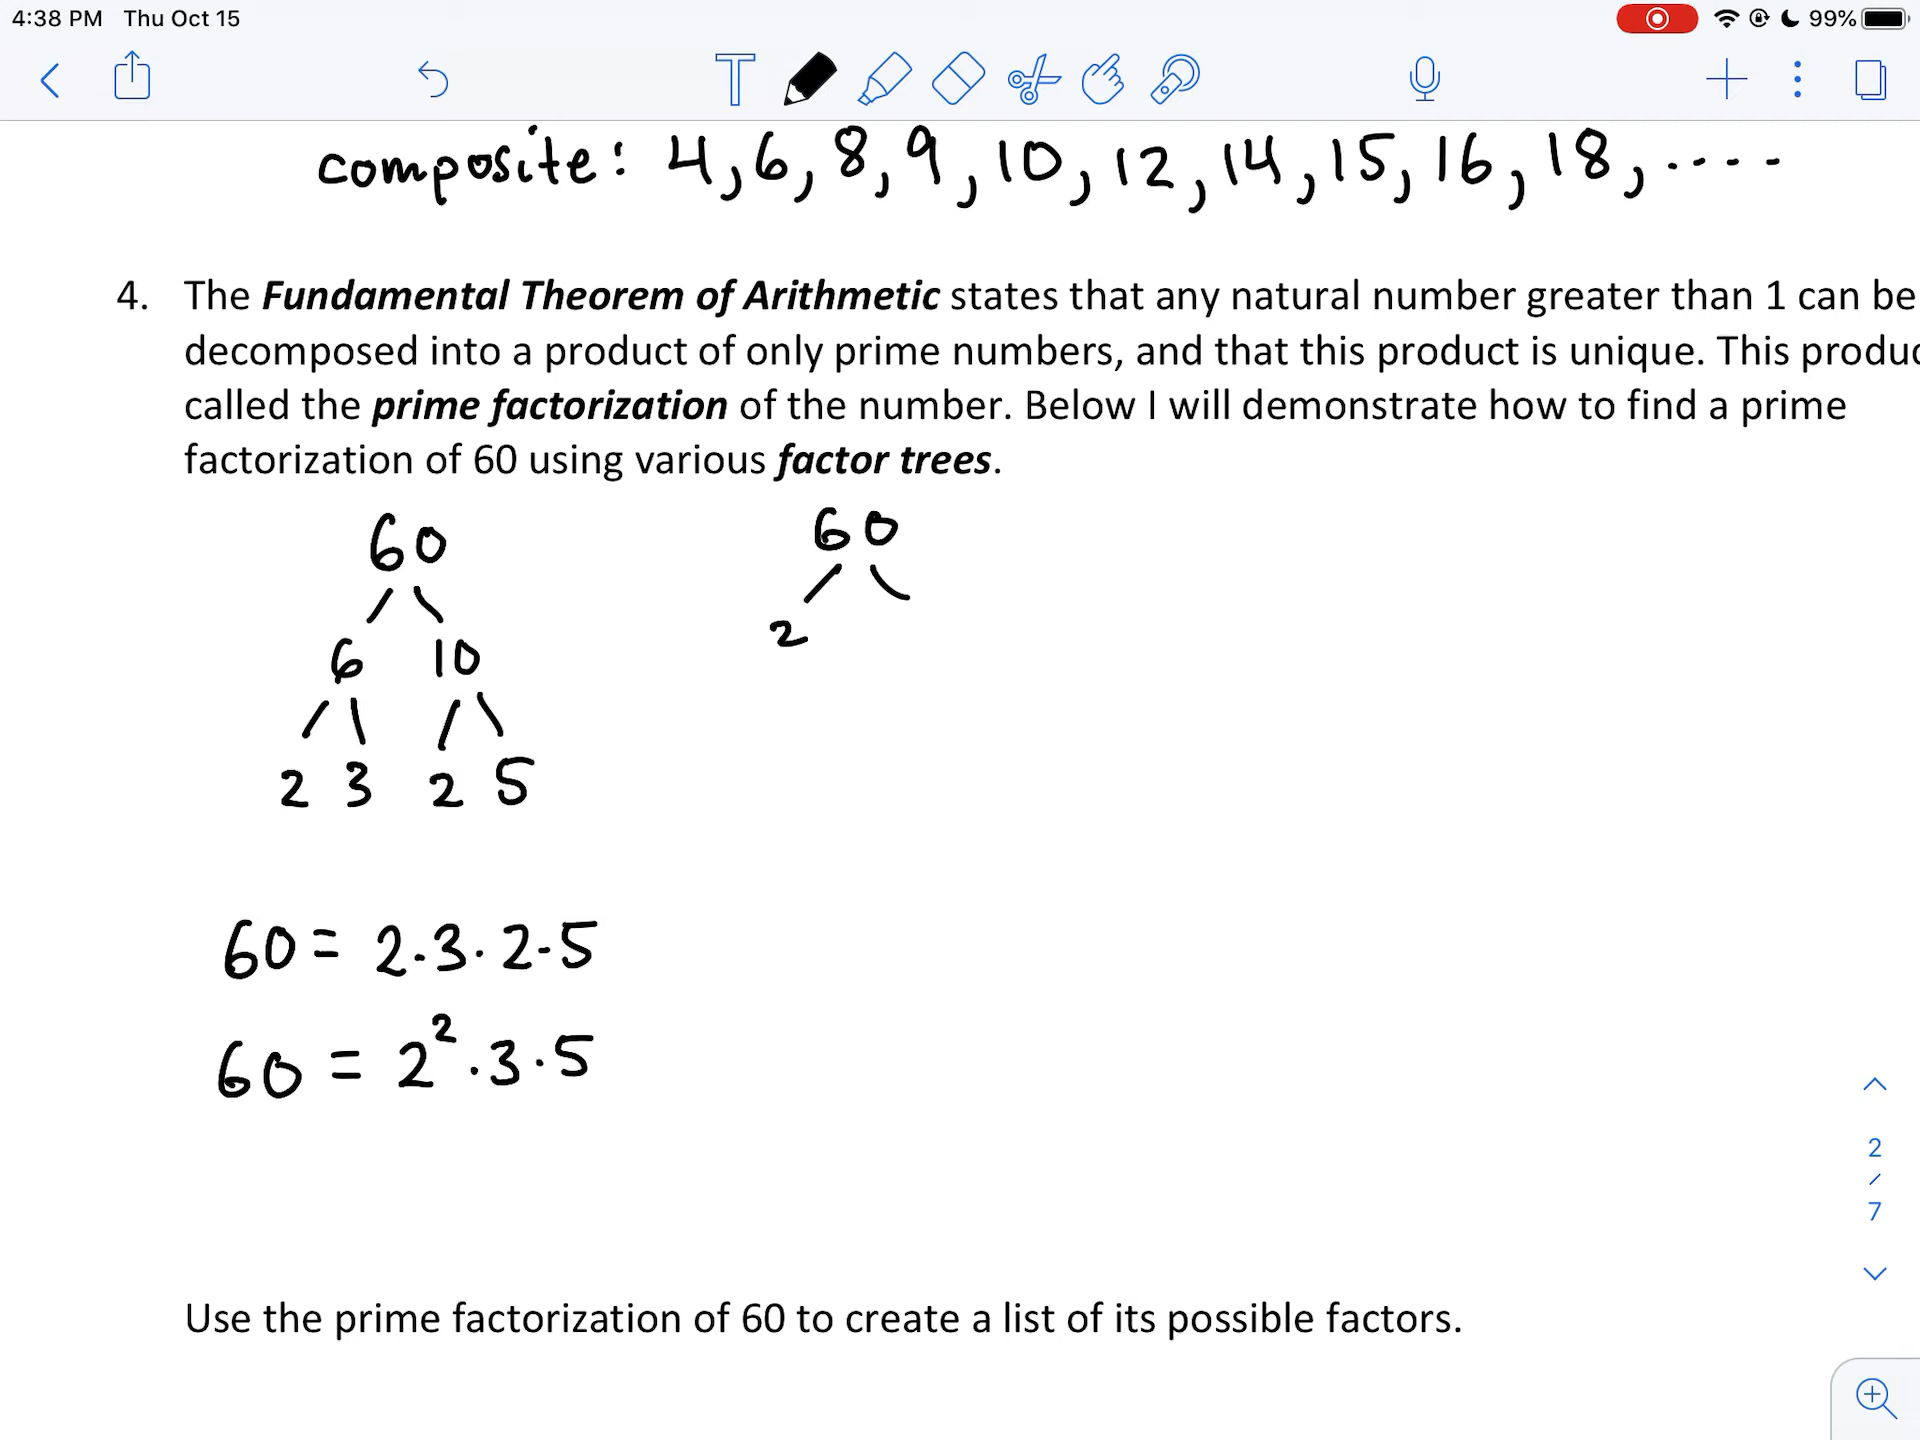 4:38 PM Thu Oct 15 99%
T
composite: 4, 6, 8, 9, 10, 12, 14, 15, 16, 18, ....
4. The Fundamental Theorem of Arithmetic states that any natural number greater than 1 can be
decomposed into a product of only prime numbers, and that this product is unique. This produc
called the prime factorization of the number. Below I will demonstrate how to find a prime
factorization of 60 using various factor trees.
60 60
6 10 2
2 3 2 5
60 = 2·3·2·5
60 = 2²·3·5
2
/
7
Use the prime factorization of 60 to create a list of its possible factors.